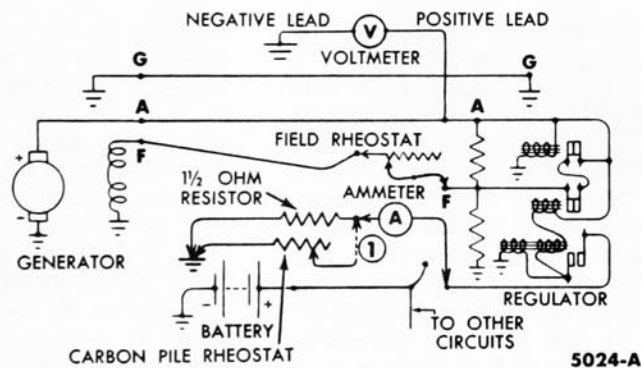 NEGATIVE LEAD
POSITIVE LEAD
V
VOLTMETER
G
G
A
A
+
F
FIELD RHEOSTAT
1½ OHM
RESISTOR
AMMETER
F
A
1
-
GENERATOR
REGULATOR
- +
BATTERY
TO OTHER
CIRCUITS
CARBON PILE RHEOSTAT
5024-A